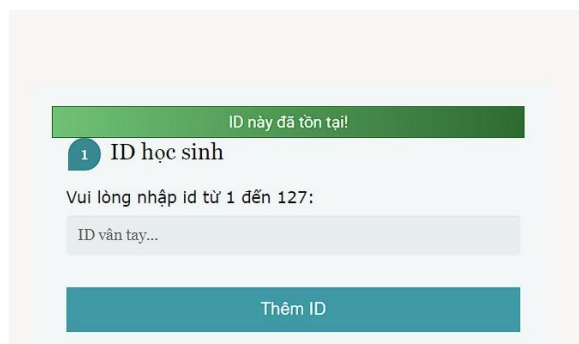 ID này đã tồn tại!
1 ID học sinh
Vui lòng nhập id từ 1 đến 127:
ID vân tay...
Thêm ID